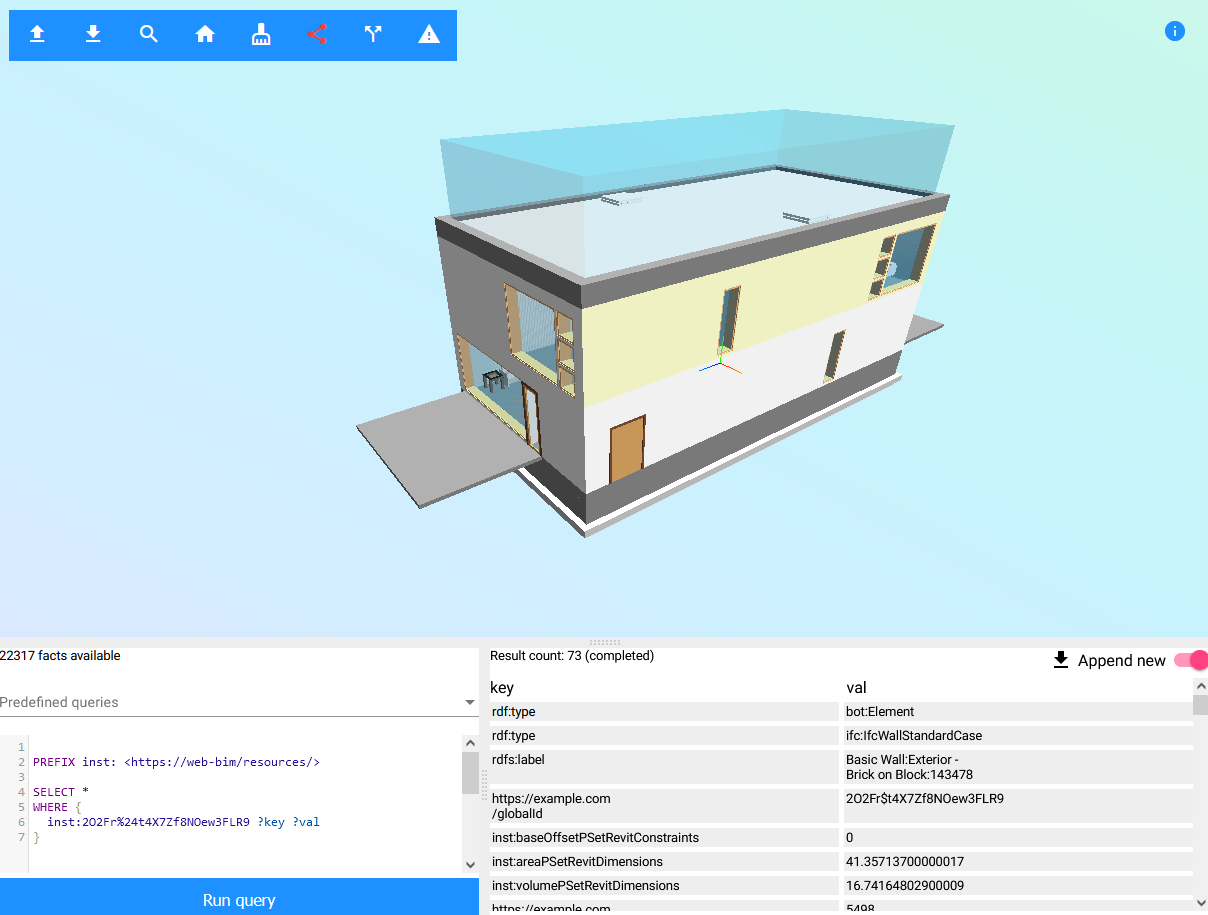 22317 facts available
Predefined queries
1
2 PREFIX inst: <https://web-bim/resources/>
3
4 SELECT *
5 WHERE {
6 inst:2O2Fr%24t4X7Zf8NOew3FLR9 ?key ?val
7 }
Run query
Result count: 73 (completed)
Append new
key val
rdf:type bot:Element
rdf:type ifc:IfcWallStandardCase
rdfs:label Basic Wall:Exterior -
Brick on Block:143478
https://example.com 2O2Fr$t4X7Zf8NOew3FLR9
/globalId
inst:baseOffsetPSetRevitConstraints 0
inst:areaPSetRevitDimensions 41.35713700000017
inst:volumePSetRevitDimensions 16.74164802900009
https://example.com 5498